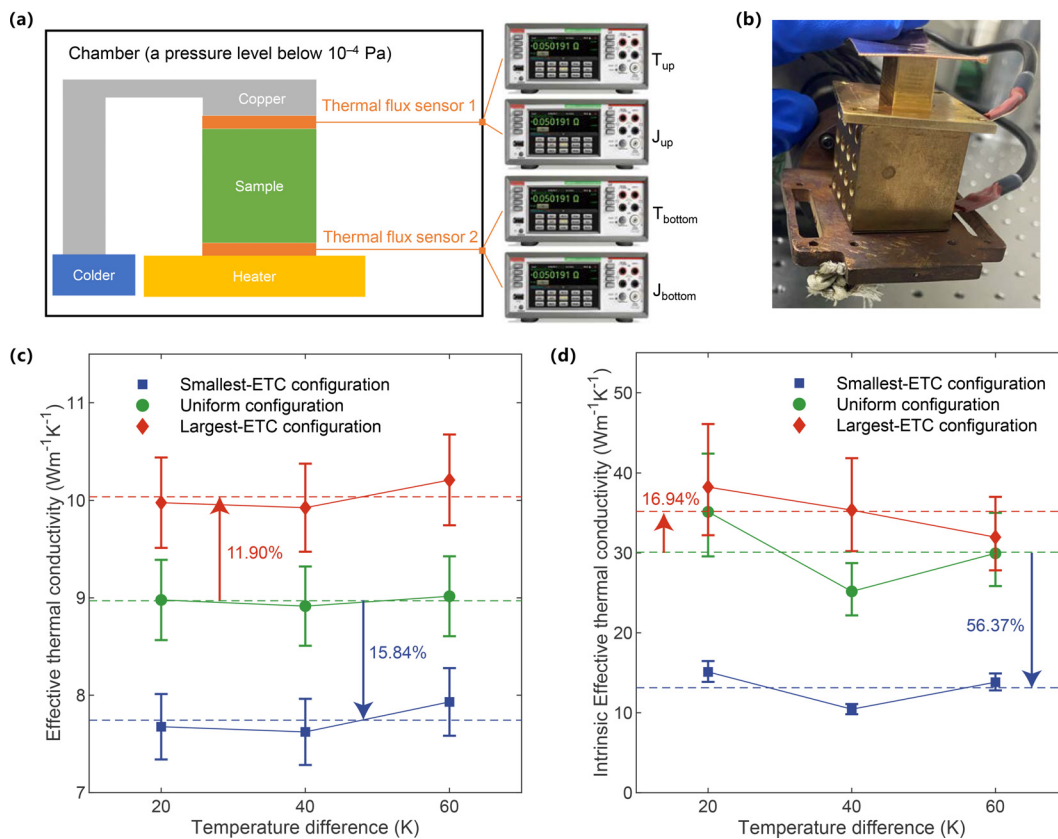 (a)
Chamber (a pressure level below 10⁻⁴ Pa)
Copper
Thermal flux sensor 1
Sample
Thermal flux sensor 2
Colder
Heater
-0.050191 Ω
T_up
-0.050191 Ω
J_up
-0.050191 Ω
T_bottom
-0.050191 Ω
J_bottom
(b)
(c)
Effective thermal conductivity (Wm⁻¹K⁻¹)
11
10
9
8
7
Smallest-ETC configuration
Uniform configuration
Largest-ETC configuration
11.90%
15.84%
20
40
60
Temperature difference (K)
(d)
Intrinsic Effective thermal conductivity (Wm⁻¹K⁻¹)
50
40
30
20
10
0
Smallest-ETC configuration
Uniform configuration
Largest-ETC configuration
16.94%
56.37%
20
40
60
Temperature difference (K)